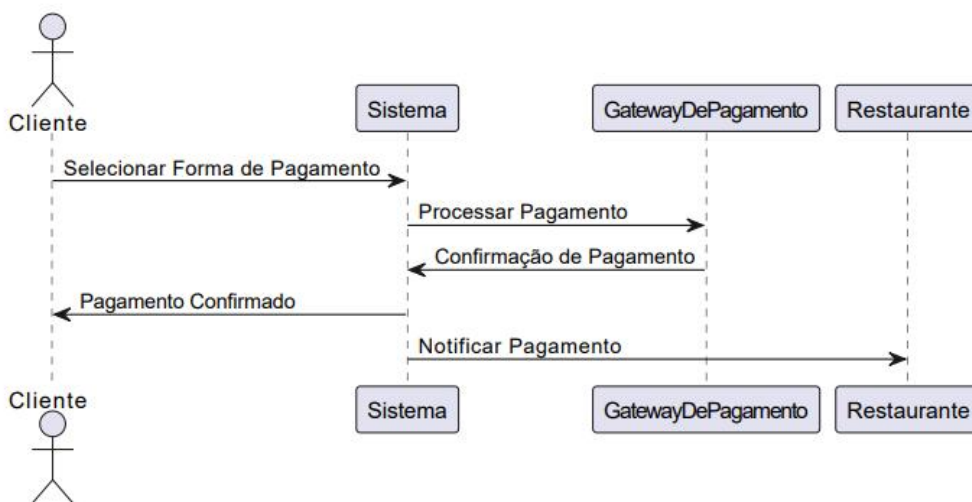 Cliente
Sistema
GatewayDePagamento
Restaurante
Selecionar Forma de Pagamento
Processar Pagamento
Confirmação de Pagamento
Pagamento Confirmado
Notificar Pagamento
Cliente
Sistema
GatewayDePagamento
Restaurante